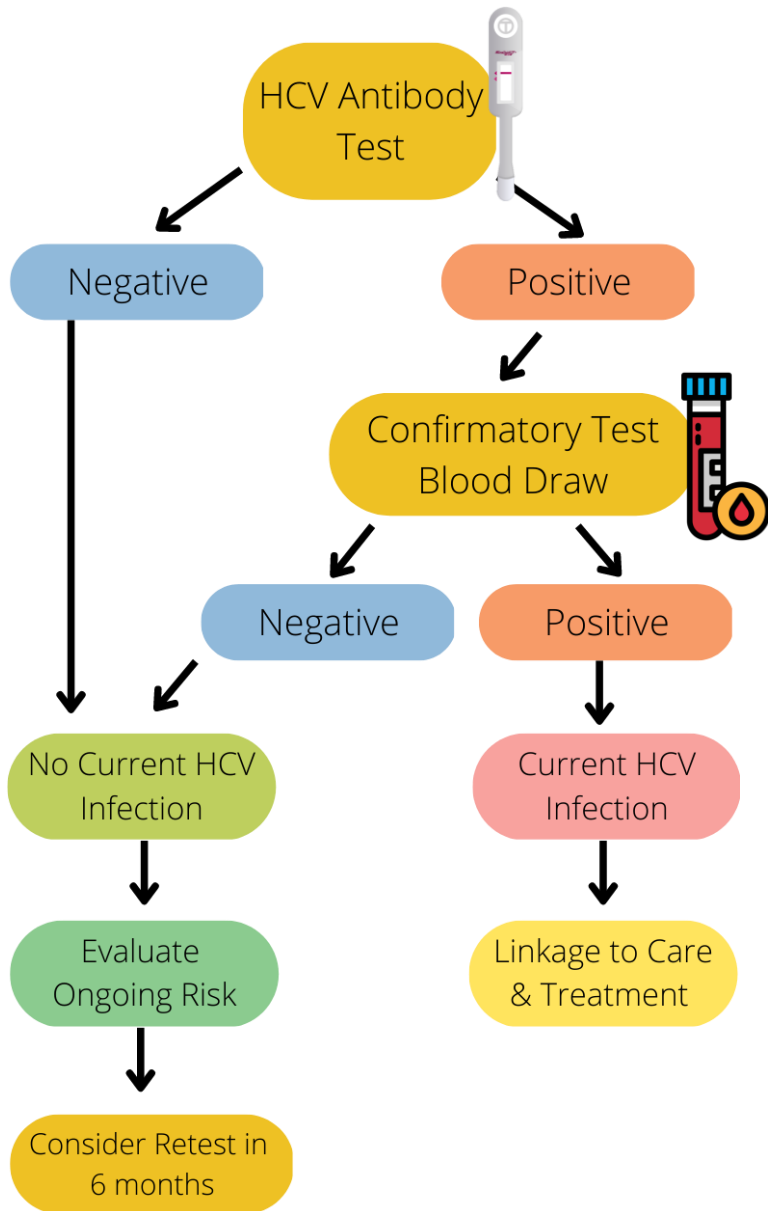 HCV Antibody
Test
Negative
Positive
Confirmatory Test
Blood Draw
Negative
Positive
No Current HCV
Infection
Current HCV
Infection
Evaluate
Ongoing Risk
Linkage to Care
& Treatment
Consider Retest in
6 months